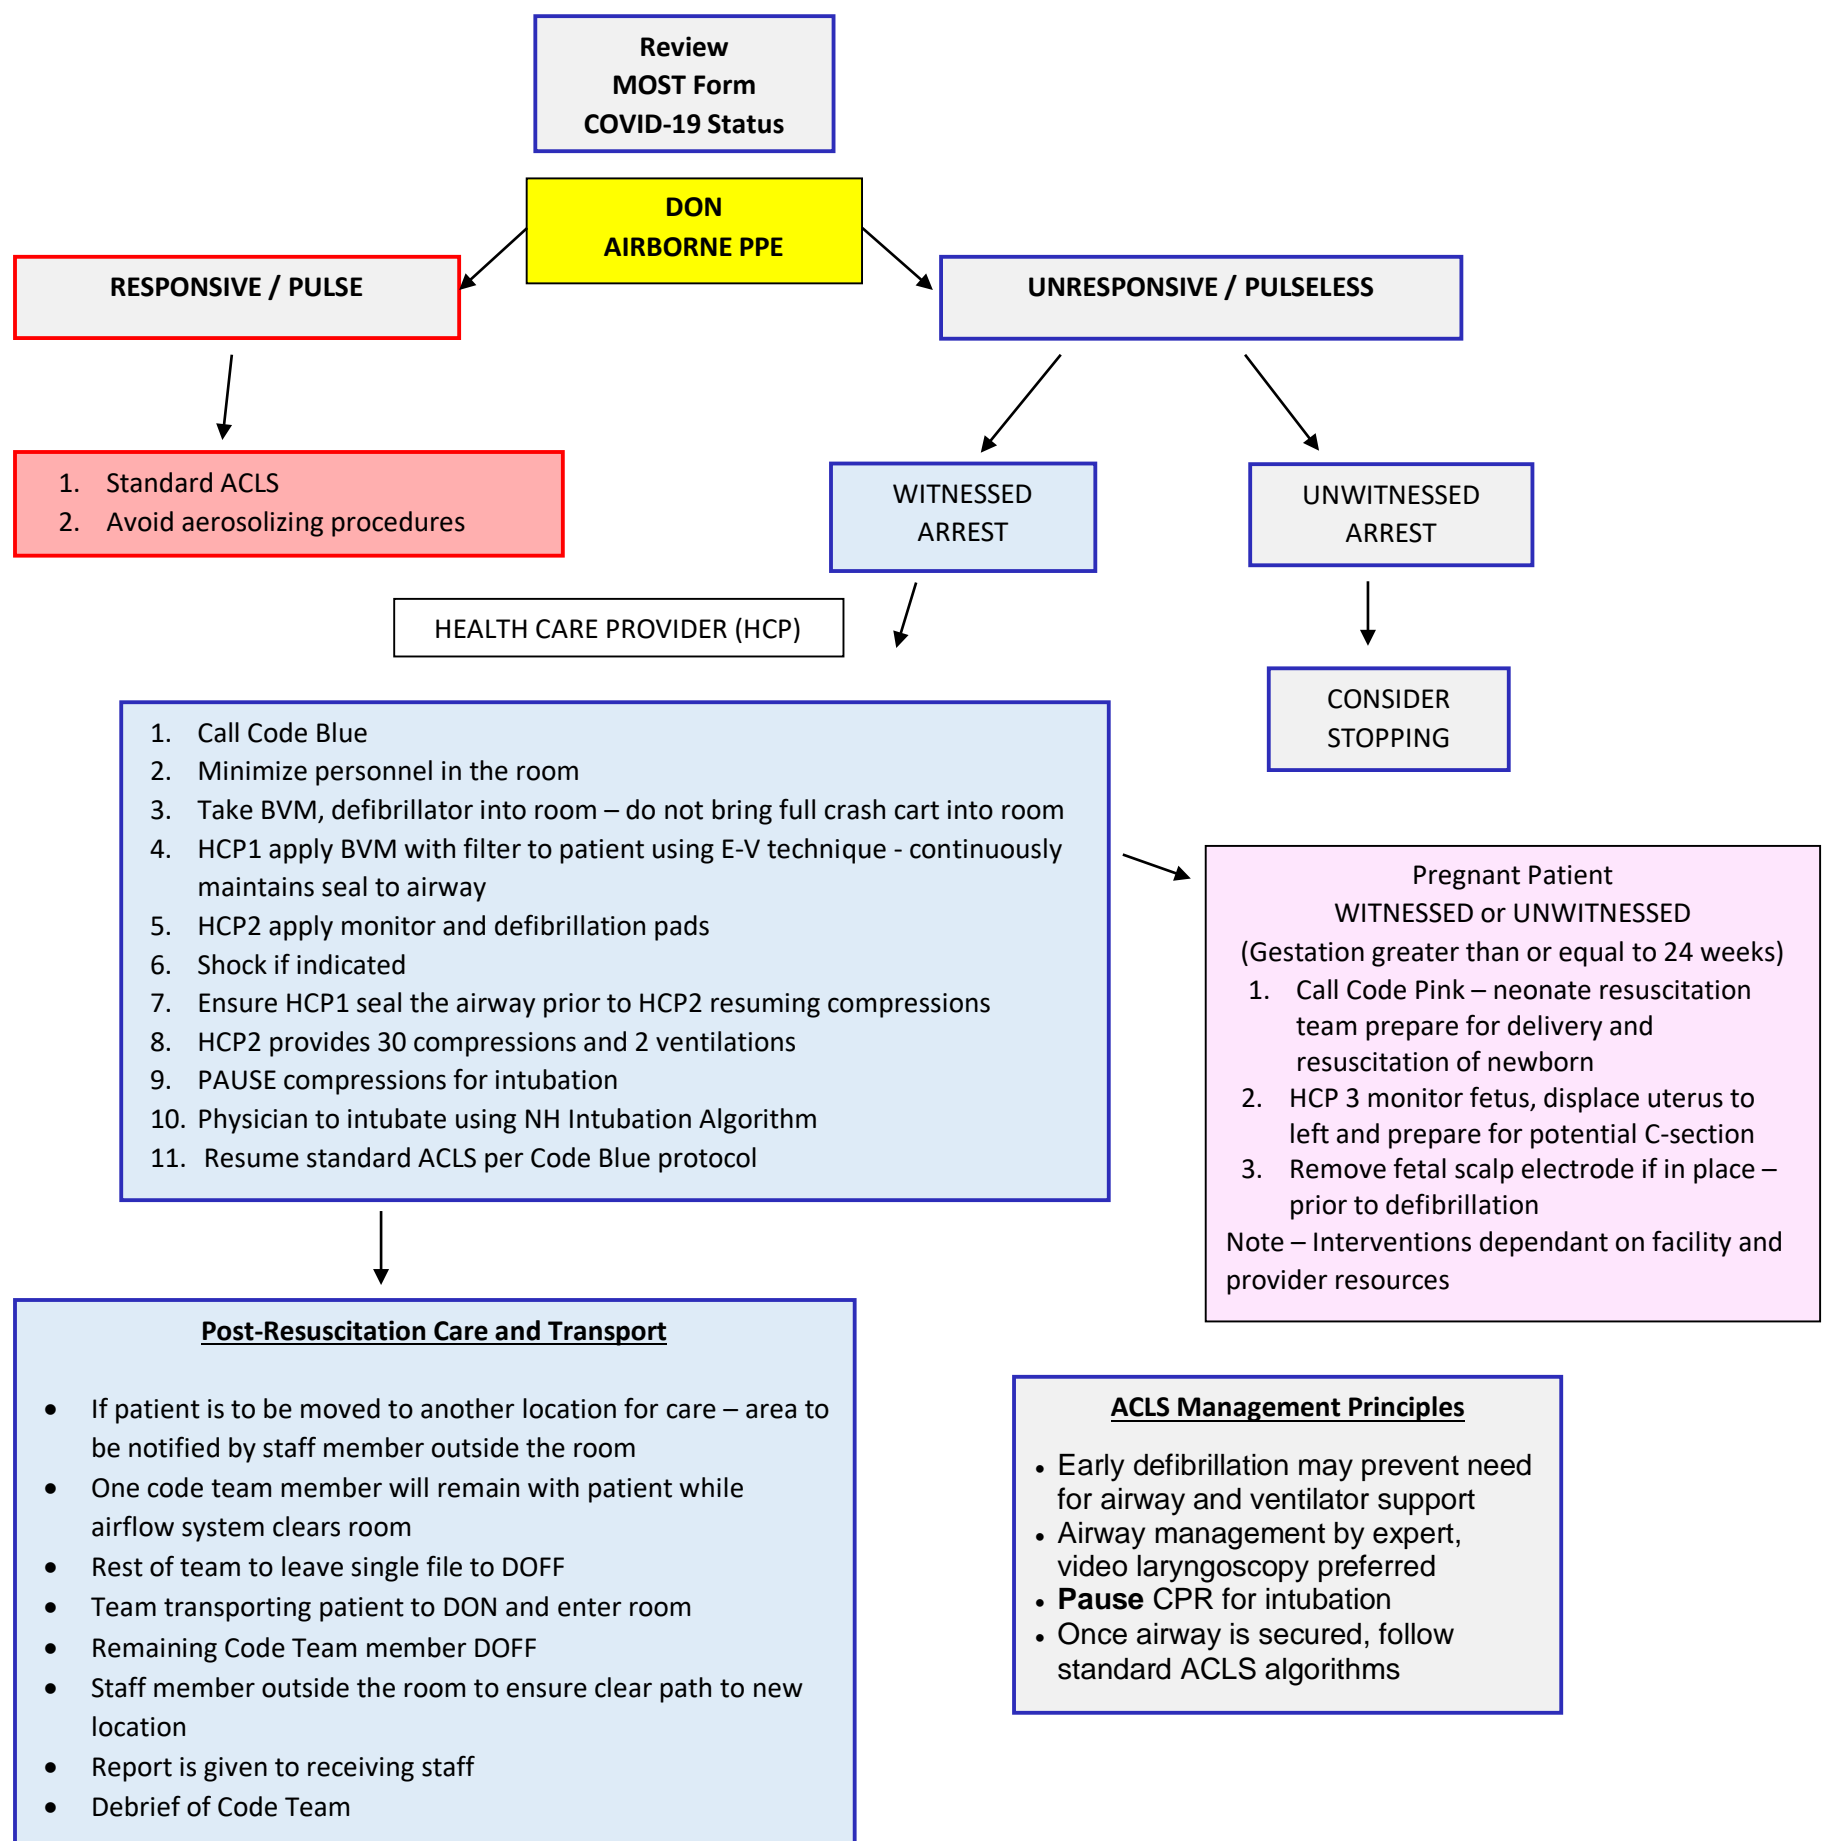 Review
MOST Form
COVID-19 Status
DON
AIRBORNE PPE
RESPONSIVE / PULSE
UNRESPONSIVE / PULSELESS
1. Standard ACLS
2. Avoid aerosolizing procedures
WITNESSED
ARREST
UNWITNESSED
ARREST
HEALTH CARE PROVIDER (HCP)
CONSIDER
STOPPING
1. Call Code Blue
2. Minimize personnel in the room
3. Take BVM, defibrillator into room – do not bring full crash cart into room
4. HCP1 apply BVM with filter to patient using E-V technique - continuously
maintains seal to airway
5. HCP2 apply monitor and defibrillation pads
6. Shock if indicated
7. Ensure HCP1 seal the airway prior to HCP2 resuming compressions
8. HCP2 provides 30 compressions and 2 ventilations
9. PAUSE compressions for intubation
10. Physician to intubate using NH Intubation Algorithm
11. Resume standard ACLS per Code Blue protocol
Pregnant Patient
WITNESSED or UNWITNESSED
(Gestation greater than or equal to 24 weeks)
1. Call Code Pink – neonate resuscitation
team prepare for delivery and
resuscitation of newborn
2. HCP 3 monitor fetus, displace uterus to
left and prepare for potential C-section
3. Remove fetal scalp electrode if in place –
prior to defibrillation
Note – Interventions dependant on facility and
provider resources
Post-Resuscitation Care and Transport
• If patient is to be moved to another location for care – area to
be notified by staff member outside the room
• One code team member will remain with patient while
airflow system clears room
• Rest of team to leave single file to DOFF
• Team transporting patient to DON and enter room
• Remaining Code Team member DOFF
• Staff member outside the room to ensure clear path to new
location
• Report is given to receiving staff
• Debrief of Code Team
ACLS Management Principles
• Early defibrillation may prevent need
for airway and ventilator support
• Airway management by expert,
video laryngoscopy preferred
• Pause CPR for intubation
• Once airway is secured, follow
standard ACLS algorithms